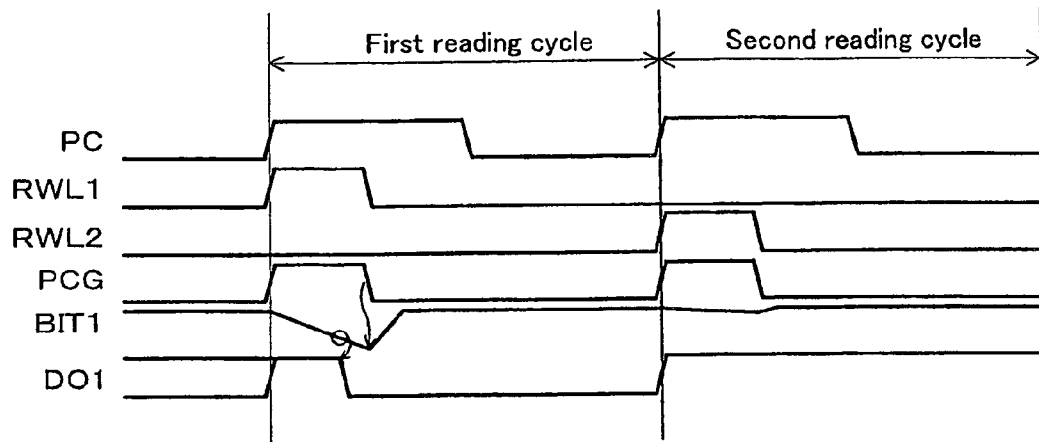 First reading cycle
Second reading cycle
PC
RWL1
RWL2
PCG
BIT1
DO1